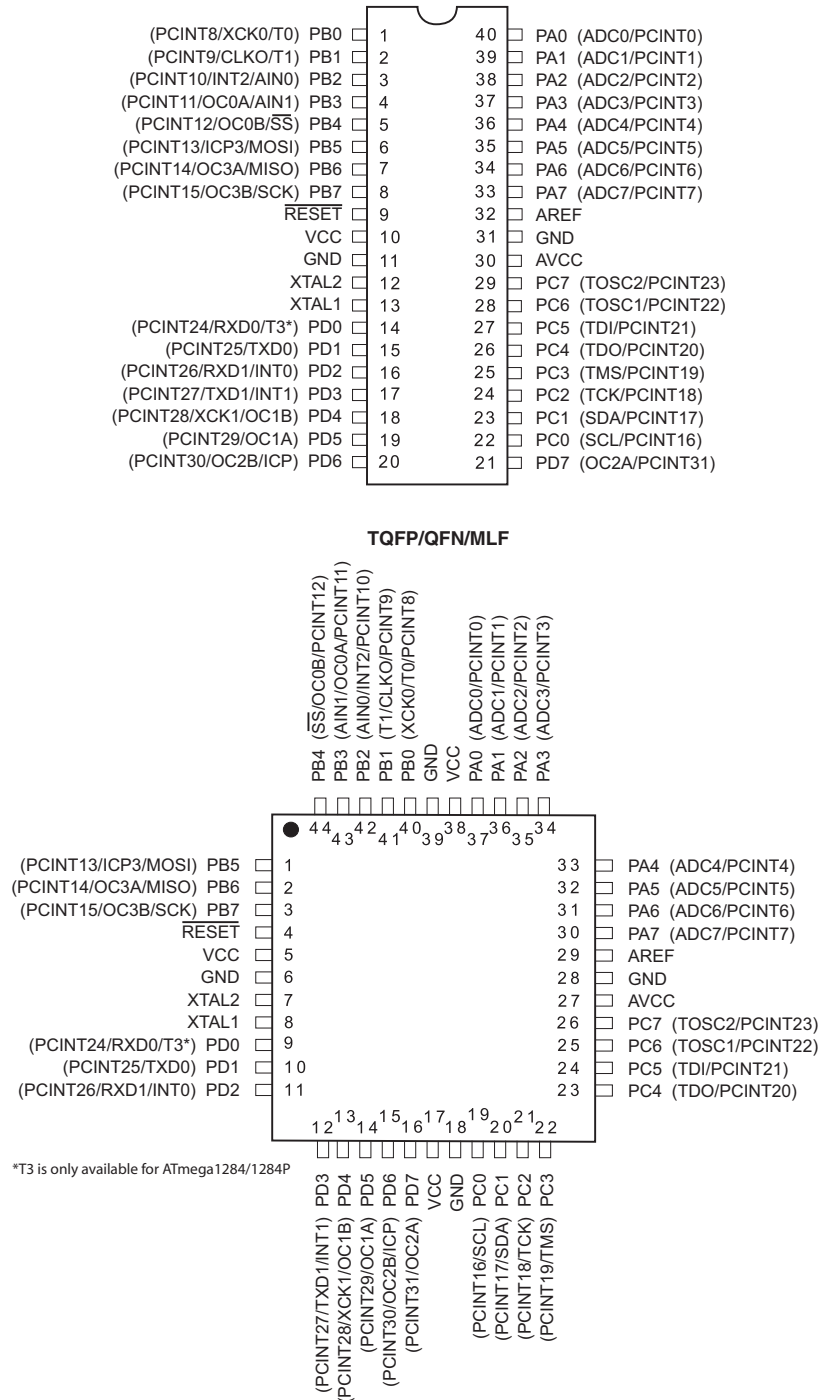 (PCINT8/XCK0/T0) PB0 1 40 PA0 (ADC0/PCINT0)
(PCINT9/CLKO/T1) PB1 2 39 PA1 (ADC1/PCINT1)
(PCINT10/INT2/AIN0) PB2 3 38 PA2 (ADC2/PCINT2)
(PCINT11/OC0A/AIN1) PB3 4 37 PA3 (ADC3/PCINT3)
(PCINT12/OC0B/SS) PB4 5 36 PA4 (ADC4/PCINT4)
(PCINT13/ICP3/MOSI) PB5 6 35 PA5 (ADC5/PCINT5)
(PCINT14/OC3A/MISO) PB6 7 34 PA6 (ADC6/PCINT6)
(PCINT15/OC3B/SCK) PB7 8 33 PA7 (ADC7/PCINT7)
RESET 9 32 AREF
VCC 10 31 GND
GND 11 30 AVCC
XTAL2 12 29 PC7 (TOSC2/PCINT23)
XTAL1 13 28 PC6 (TOSC1/PCINT22)
(PCINT24/RXD0/T3*) PD0 14 27 PC5 (TDI/PCINT21)
(PCINT25/TXD0) PD1 15 26 PC4 (TDO/PCINT20)
(PCINT26/RXD1/INT0) PD2 16 25 PC3 (TMS/PCINT19)
(PCINT27/TXD1/INT1) PD3 17 24 PC2 (TCK/PCINT18)
(PCINT28/XCK1/OC1B) PD4 18 23 PC1 (SDA/PCINT17)
(PCINT29/OC1A) PD5 19 22 PC0 (SCL/PCINT16)
(PCINT30/OC2B/ICP) PD6 20 21 PD7 (OC2A/PCINT31)
TQFP/QFN/MLF
PB4 (SS/OC0B/PCINT12)
PB3 (AIN1/OC0A/PCINT11)
PB2 (AIN0/INT2/PCINT10)
PB1 (T1/CLKO/PCINT9)
PB0 (XCK0/T0/PCINT8)
GND
VCC
PA0 (ADC0/PCINT0)
PA1 (ADC1/PCINT1)
PA2 (ADC2/PCINT2)
PA3 (ADC3/PCINT3)
44 43 42 41 40 39 38 37 36 35 34
(PCINT13/ICP3/MOSI) PB5 1 33 PA4 (ADC4/PCINT4)
(PCINT14/OC3A/MISO) PB6 2 32 PA5 (ADC5/PCINT5)
(PCINT15/OC3B/SCK) PB7 3 31 PA6 (ADC6/PCINT6)
RESET 4 30 PA7 (ADC7/PCINT7)
VCC 5 29 AREF
GND 6 28 GND
XTAL2 7 27 AVCC
XTAL1 8 26 PC7 (TOSC2/PCINT23)
(PCINT24/RXD0/T3*) PD0 9 25 PC6 (TOSC1/PCINT22)
(PCINT25/TXD0) PD1 10 24 PC5 (TDI/PCINT21)
(PCINT26/RXD1/INT0) PD2 11 23 PC4 (TDO/PCINT20)
12 13 14 15 16 17 18 19 20 21 22
*T3 is only available for ATmega1284/1284P
(PCINT27/TXD1/INT1) PD3
(PCINT28/XCK1/OC1B) PD4
(PCINT29/OC1A) PD5
(PCINT30/OC2B/ICP) PD6
(PCINT31/OC2A) PD7
VCC
GND
(PCINT16/SCL) PC0
(PCINT17/SDA) PC1
(PCINT18/TCK) PC2
(PCINT19/TMS) PC3